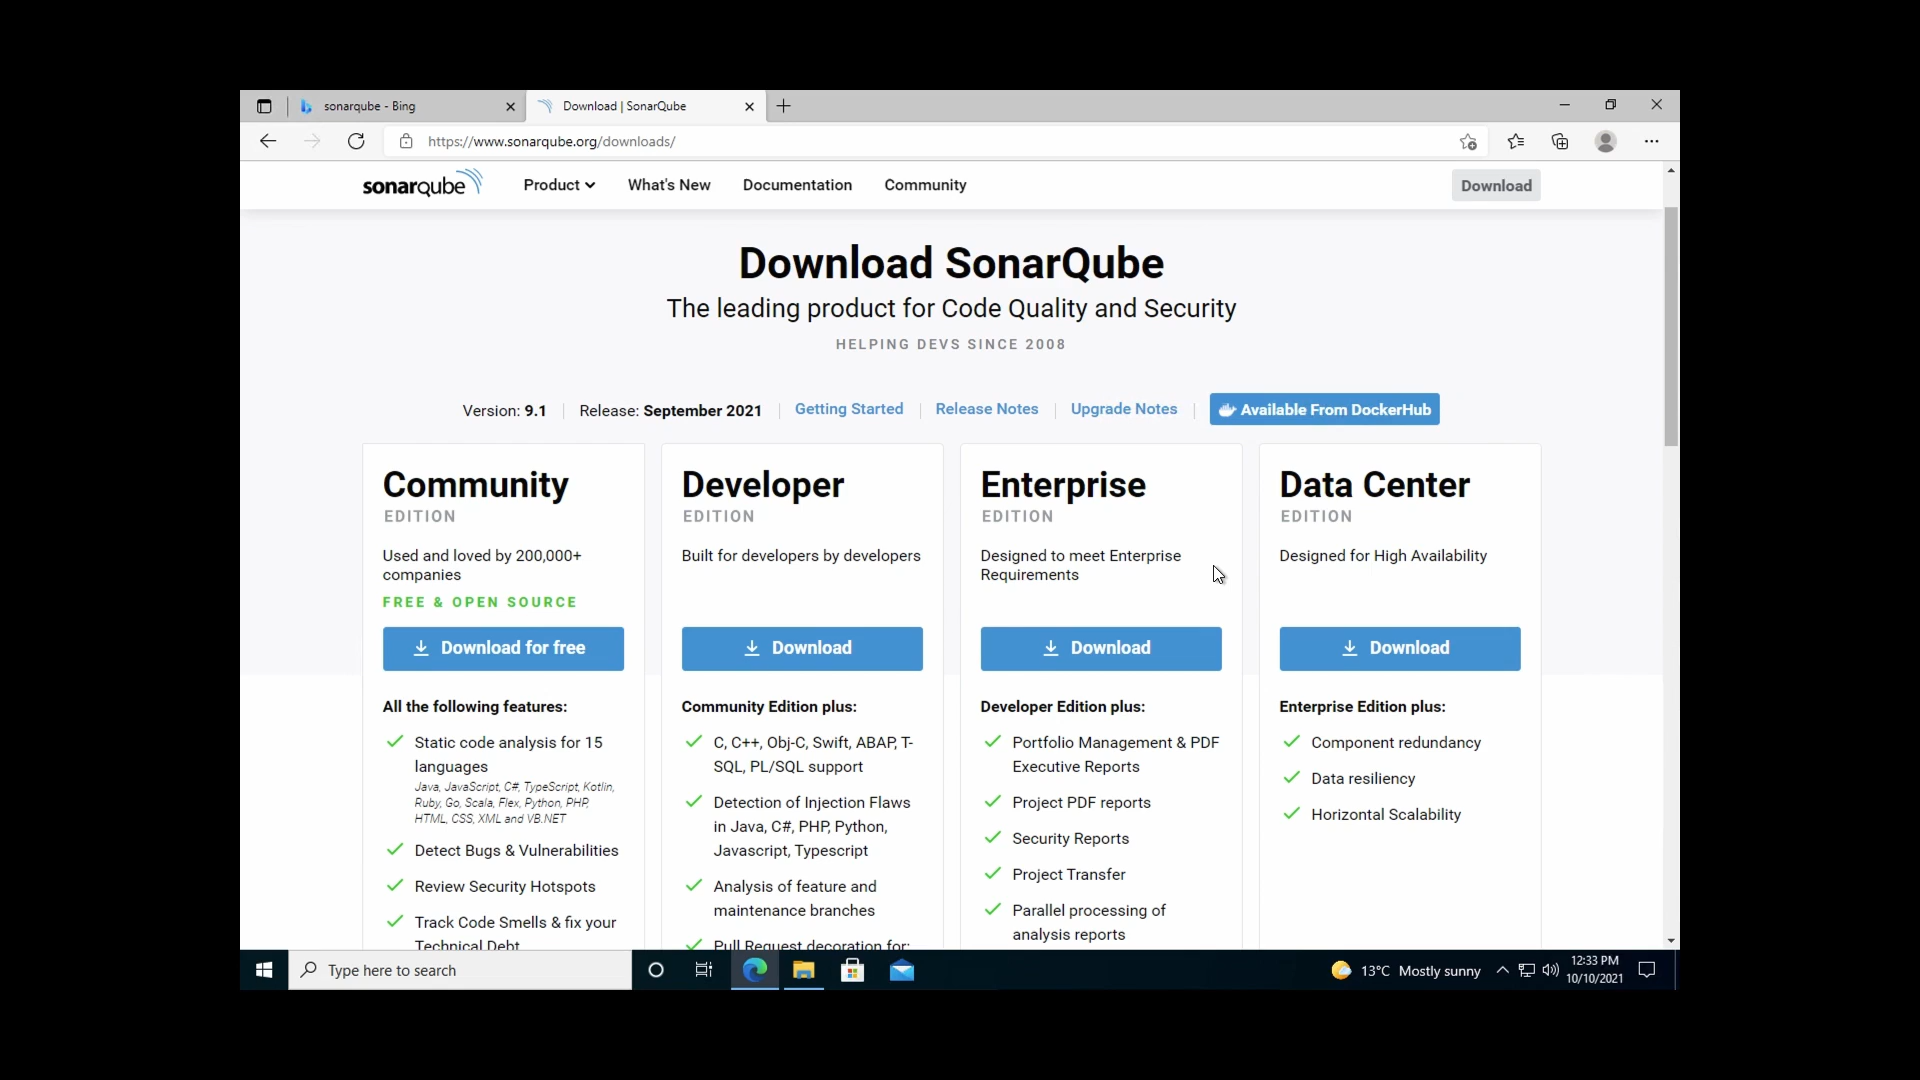 sonarqube - Bing
Download | SonarQube
https://www.sonarqube.org/downloads/
sonarqube
Product
What's New
Documentation
Community
Download
Download SonarQube
The leading product for Code Quality and Security
HELPING DEVS SINCE 2008
Version: 9.1
Release: September 2021
Getting Started
Release Notes
Upgrade Notes
Available From DockerHub
Community
EDITION
Used and loved by 200,000+
companies
FREE & OPEN SOURCE
Download for free
All the following features:
Static code analysis for 15
languages
Java, JavaScript, C#, TypeScript, Kotlin,
Ruby, Go, Scala, Flex, Python, PHP,
HTML, CSS, XML and VB.NET
Detect Bugs & Vulnerabilities
Review Security Hotspots
Track Code Smells & fix your
Technical Debt
Developer
EDITION
Built for developers by developers
Download
Community Edition plus:
C, C++, Obj-C, Swift, ABAP, T-
SQL, PL/SQL support
Detection of Injection Flaws
in Java, C#, PHP, Python,
Javascript, Typescript
Analysis of feature and
maintenance branches
Pull Request decoration for:
Enterprise
EDITION
Designed to meet Enterprise
Requirements
Download
Developer Edition plus:
Portfolio Management & PDF
Executive Reports
Project PDF reports
Security Reports
Project Transfer
Parallel processing of
analysis reports
Data Center
EDITION
Designed for High Availability
Download
Enterprise Edition plus:
Component redundancy
Data resiliency
Horizontal Scalability
Type here to search
13°C Mostly sunny
12:33 PM
10/10/2021